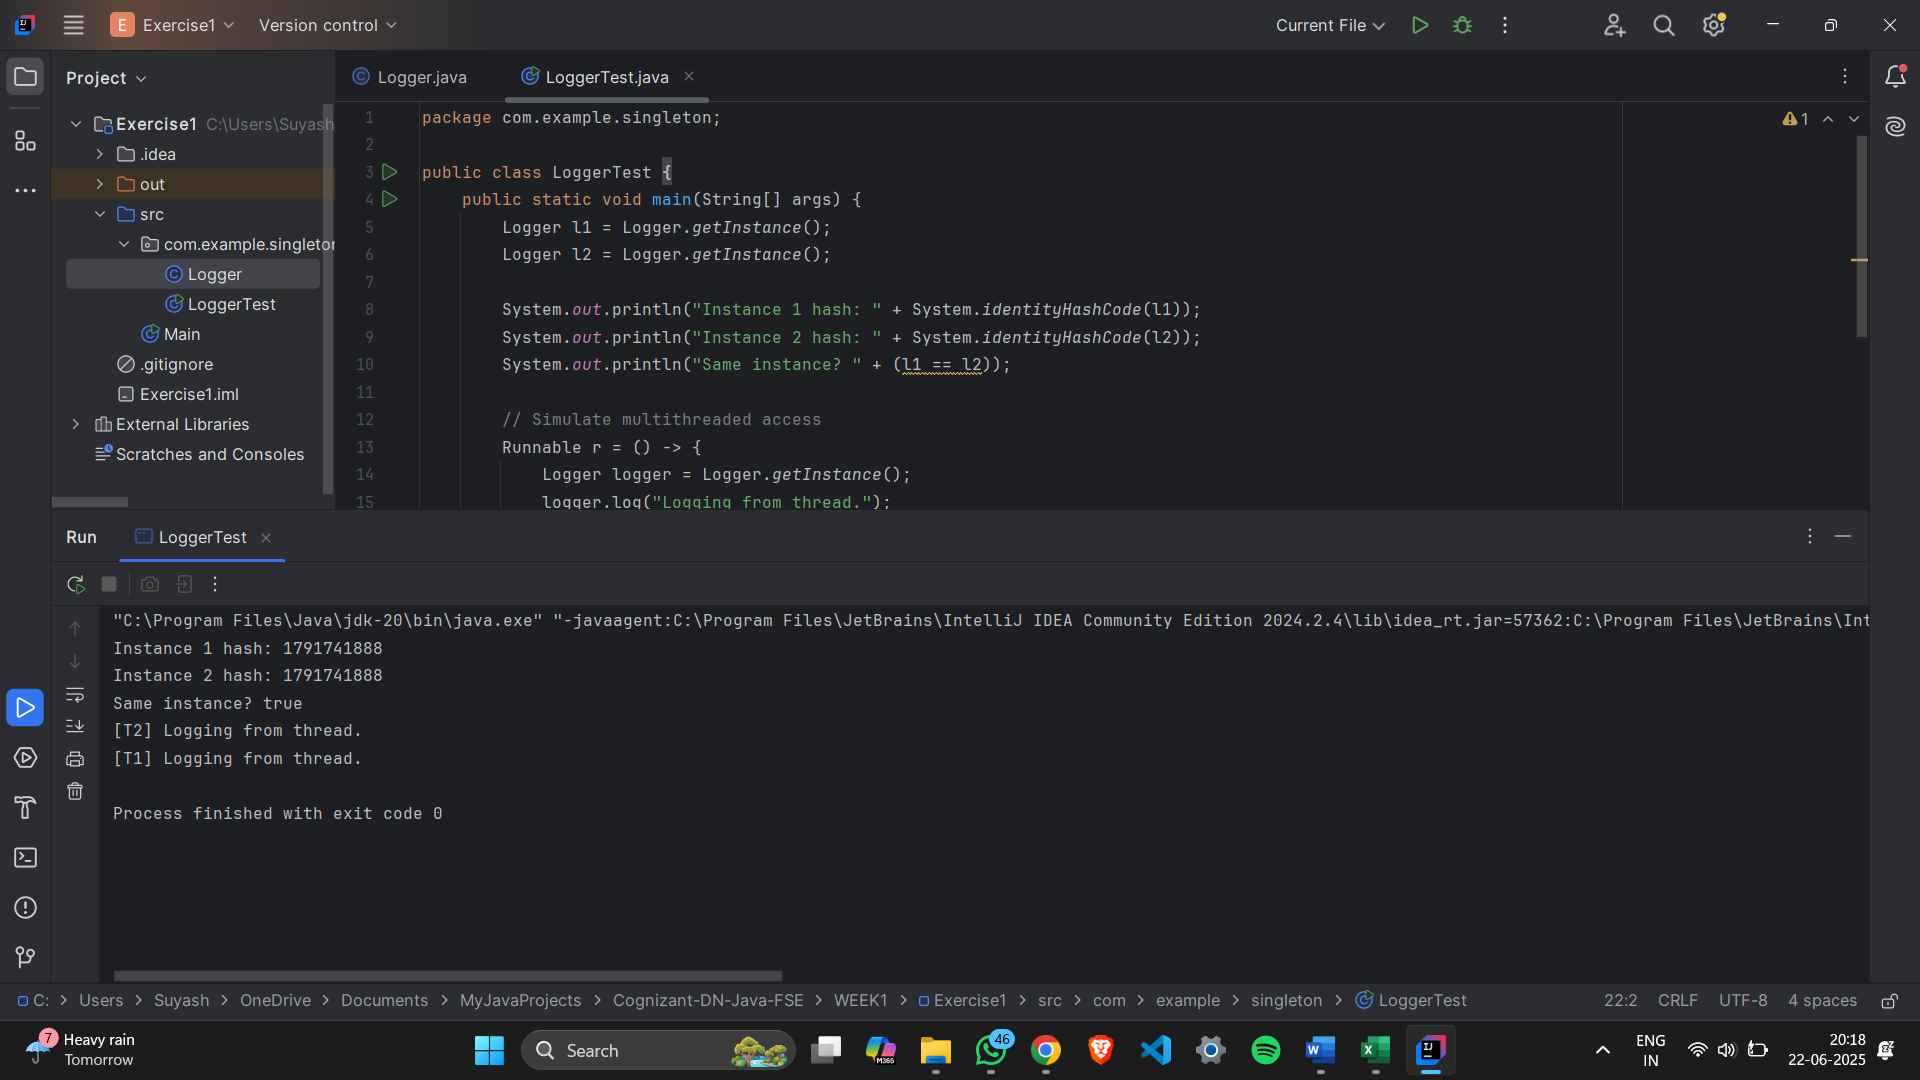 E Exercise1 Version control Current File
Project
Logger.java LoggerTest.java
Exercise1 C:\Users\Suyash
.idea
out
src
com.example.singleton
Logger
LoggerTest
Main
.gitignore
Exercise1.iml
External Libraries
Scratches and Consoles
1 package com.example.singleton;
2
3 public class LoggerTest {
4 public static void main(String[] args) {
5 Logger l1 = Logger.getInstance();
6 Logger l2 = Logger.getInstance();
7
8 System.out.println("Instance 1 hash: " + System.identityHashCode(l1));
9 System.out.println("Instance 2 hash: " + System.identityHashCode(l2));
10 System.out.println("Same instance? " + (l1 == l2));
11
12 // Simulate multithreaded access
13 Runnable r = () -> {
14 Logger logger = Logger.getInstance();
15 logger.log("Logging from thread.");
1
Run LoggerTest
"C:\Program Files\Java\jdk-20\bin\java.exe" "-javaagent:C:\Program Files\JetBrains\IntelliJ IDEA Community Edition 2024.2.4\lib\idea_rt.jar=57362:C:\Program Files\JetBrains\Int
Instance 1 hash: 1791741888
Instance 2 hash: 1791741888
Same instance? true
[T2] Logging from thread.
[T1] Logging from thread.
Process finished with exit code 0
C: > Users > Suyash > OneDrive > Documents > MyJavaProjects > Cognizant-DN-Java-FSE > WEEK1 > Exercise1 > src > com > example > singleton > LoggerTest 22:2 CRLF UTF-8 4 spaces
7 Heavy rain
Tomorrow
Search
M365
46
ENG
IN
20:18
22-06-2025